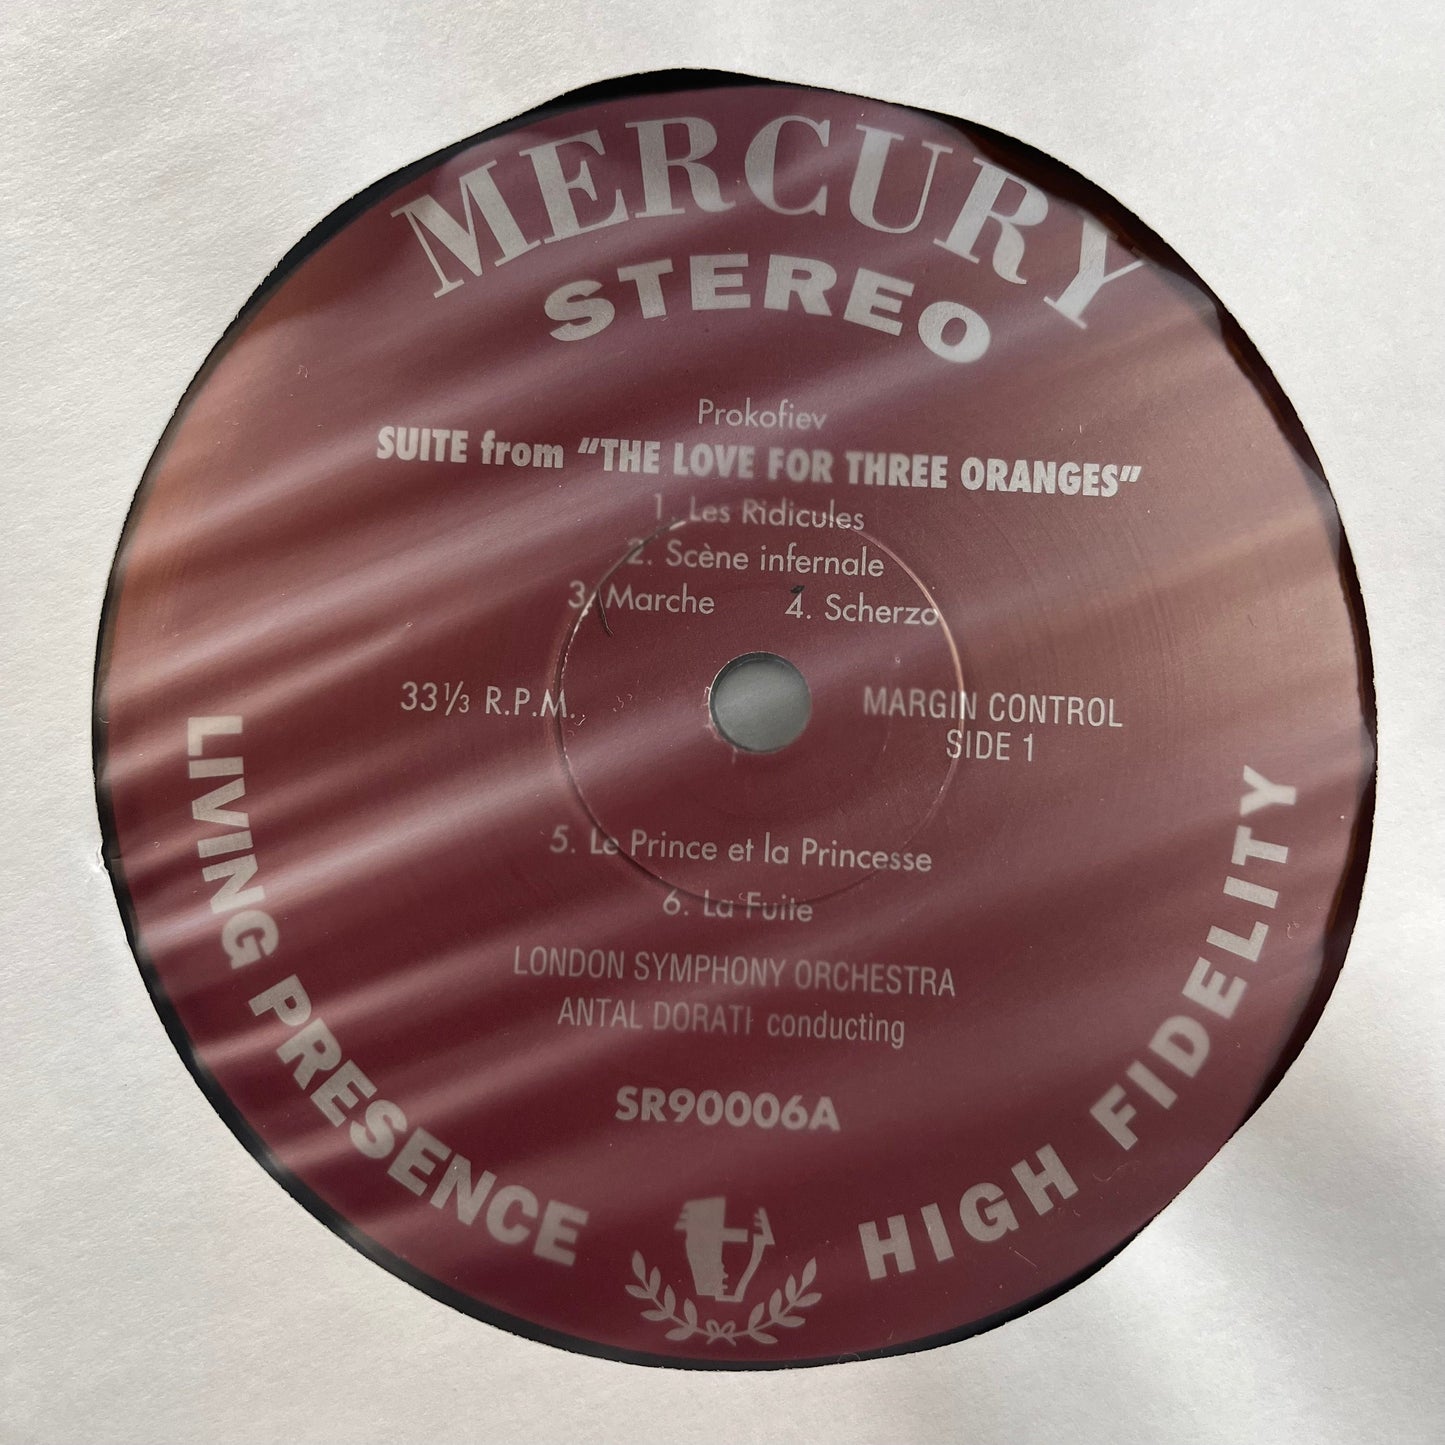 MERCURY
STEREO
Prokofiev
SUITE from "THE LOVE FOR THREE ORANGES"
1. Les Ridicules
2. Scène infernale
3. Marche 4. Scherzo
33⅓ R.P.M.
MARGIN CONTROL
SIDE 1
5. Le Prince et la Princesse
6. La Fuite
LONDON SYMPHONY ORCHESTRA
ANTAL DORATI conducting
SR90006A
LIVING PRESENCE
HIGH FIDELITY